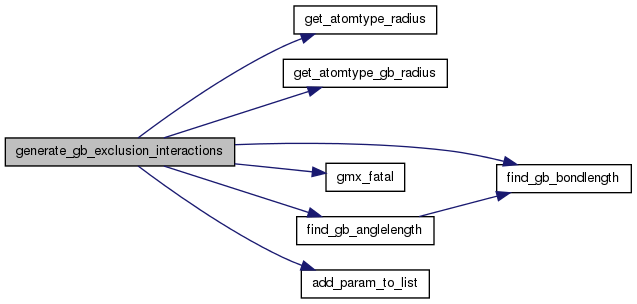 get_atomtype_radius
get_atomtype_gb_radius
generate_gb_exclusion_interactions
gmx_fatal
find_gb_bondlength
find_gb_anglelength
add_param_to_list